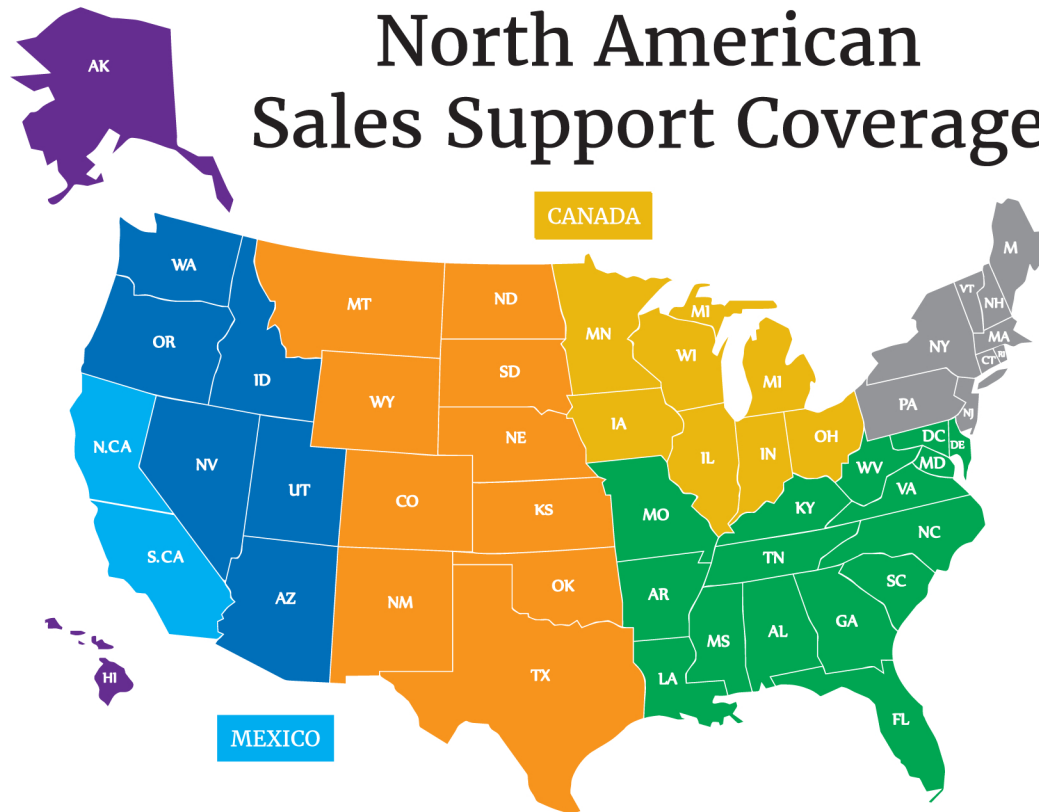 North American
Sales Support Coverage
AK
CANADA
WA
MT
ND
MN
MI
M
VT
NH
OR
ID
WY
SD
WI
MI
NY
MA
CT
RI
N.CA
NV
UT
CO
NE
IA
IL
IN
OH
PA
NJ
KS
MO
KY
WV
DC
DE
MD
VA
S.CA
AZ
NM
OK
AR
TN
NC
SC
HI
TX
LA
MS
AL
GA
FL
MEXICO